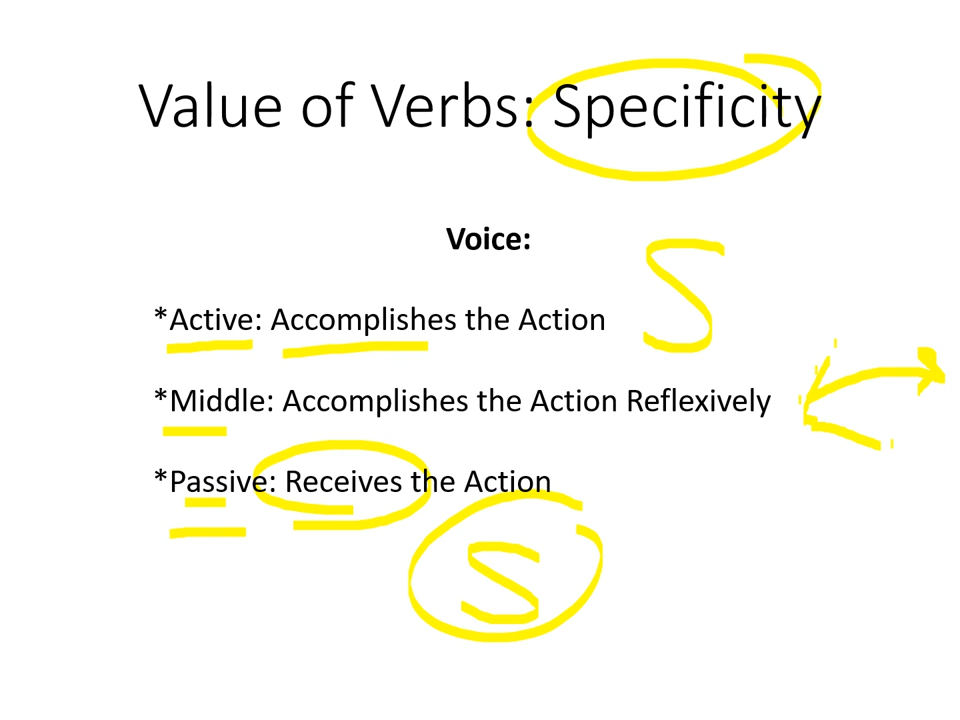 Value of Verbs: Specificity
Voice:
S
*Active: Accomplishes the Action
*Middle: Accomplishes the Action Reflexively
*Passive: Receives the Action
S